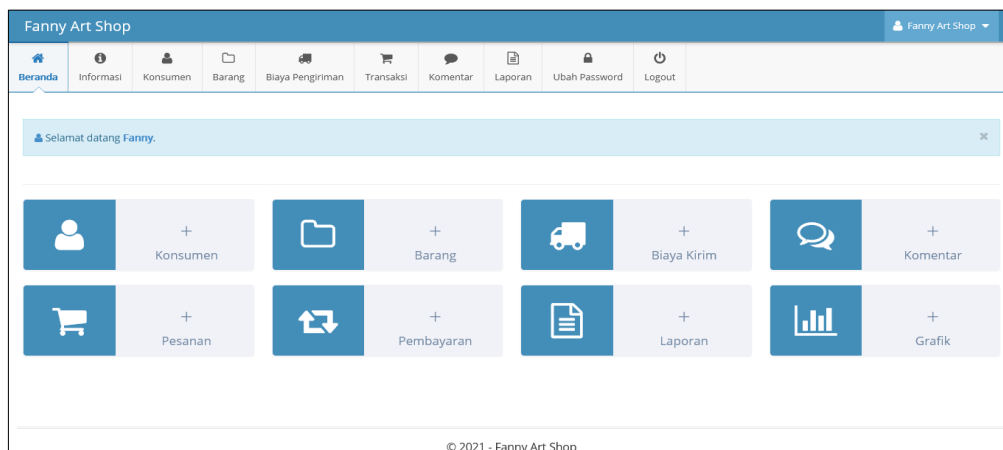 Fanny Art Shop
Fanny Art Shop
Beranda Informasi Konsumen Barang Biaya Pengiriman Transaksi Komentar Laporan Ubah Password Logout
Selamat datang Fanny.
+ + + +
Konsumen Barang Biaya Kirim Komentar
+ + + +
Pesanan Pembayaran Laporan Grafik
© 2021 - Fanny Art Shop